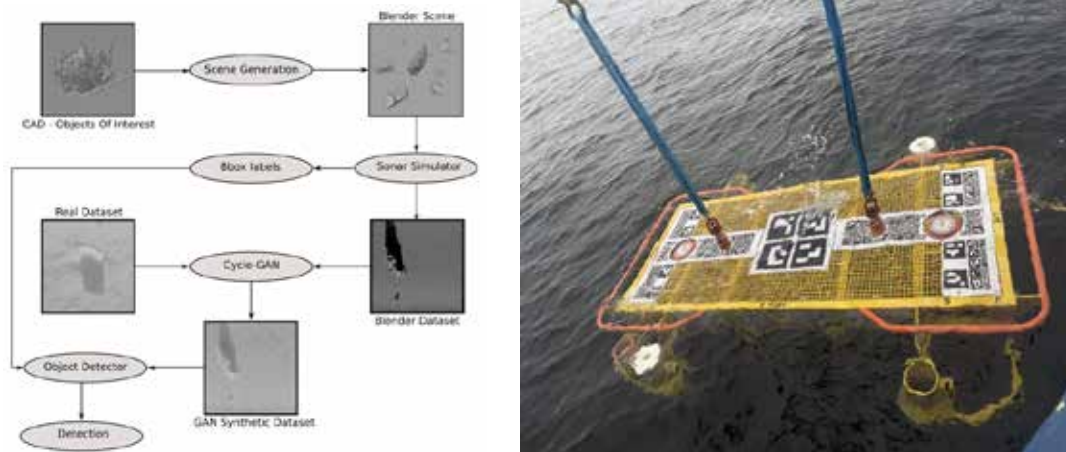 Blender Scene
Scene Generation
CAD - Objects Of Interest
Bbox labels
Sonar Simulator
Real Dataset
Cycle-GAN
Blender Dataset
Object Detector
GAN Synthetic Dataset
Detection